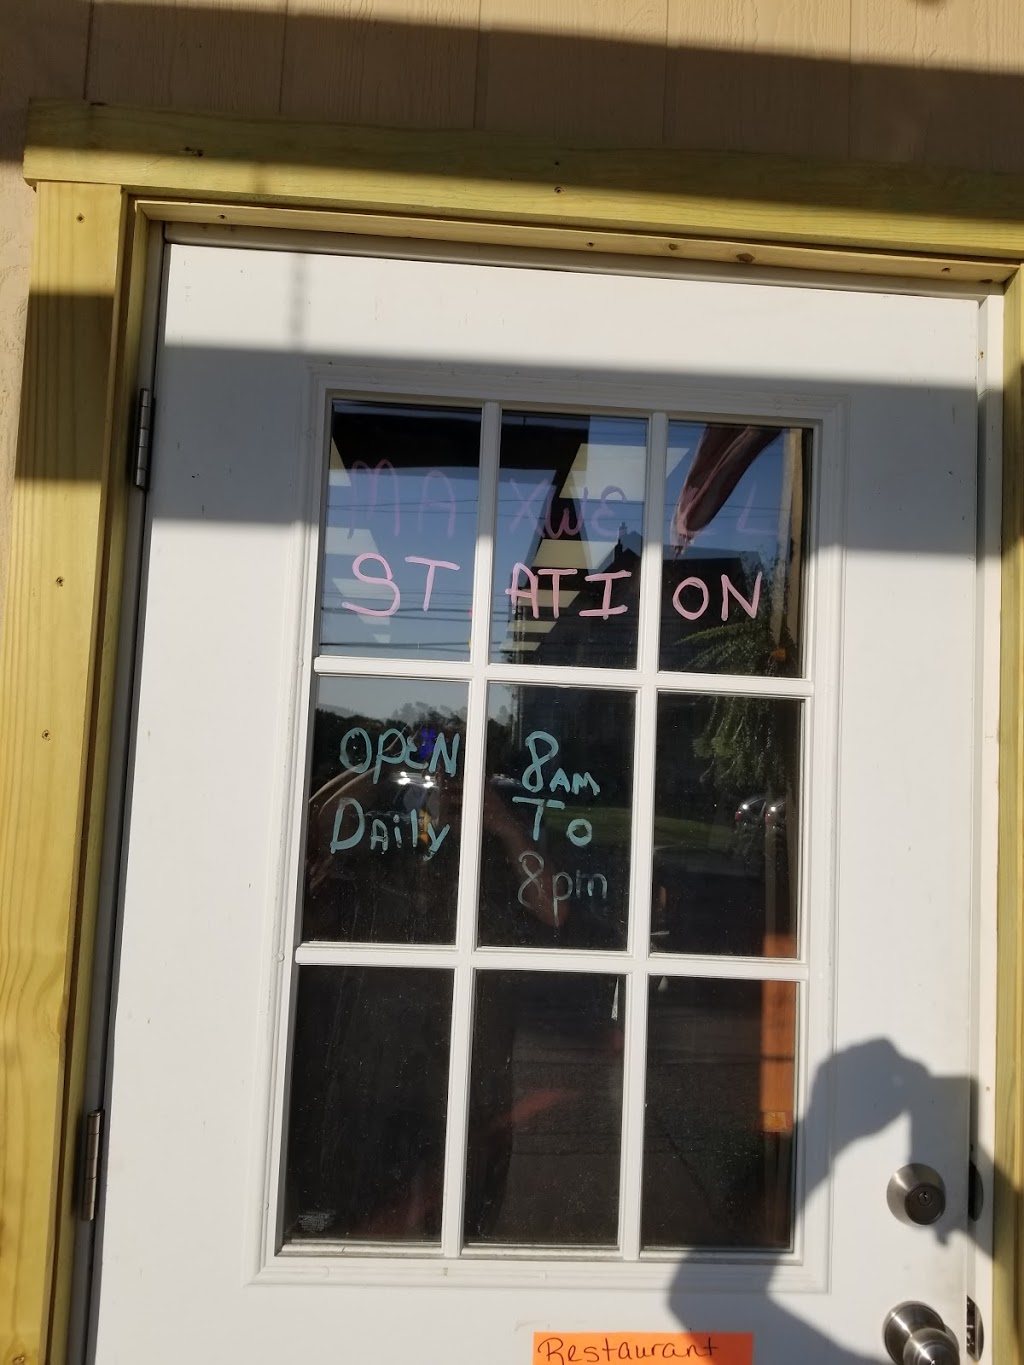 MAXWELL
STATION
OPEN 8AM
DAily To
8pm
Restaurant